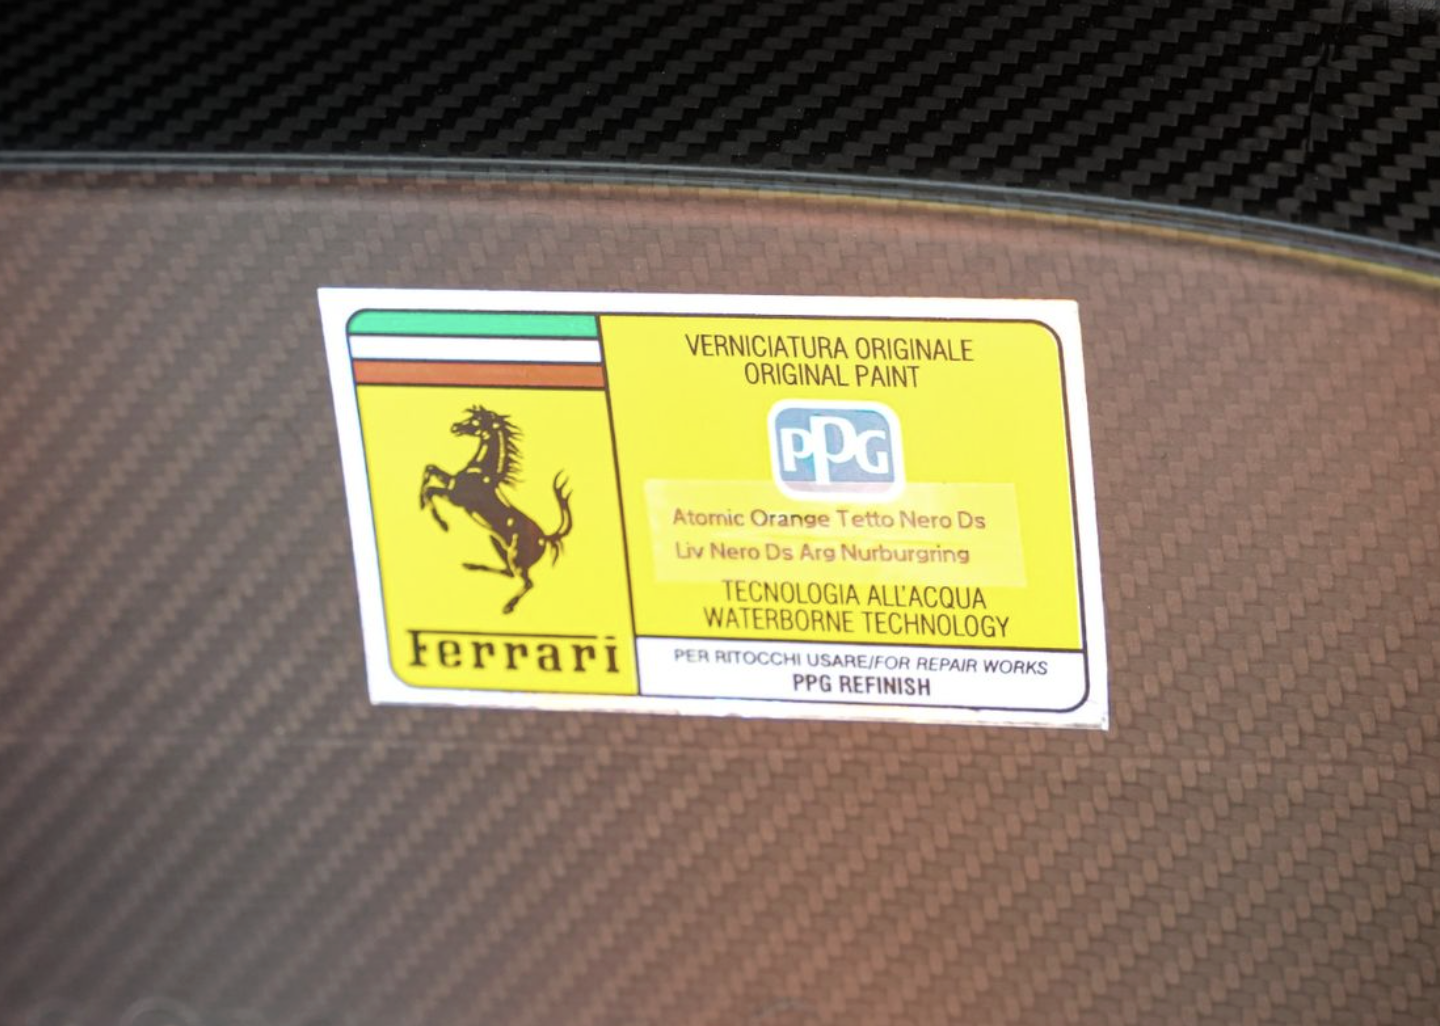 VERNICIATURA ORIGINALE
ORIGINAL PAINT
PPG
Atomic Orange Tetto Nero Ds
Liv Nero Ds Arg Nurburgring
TECNOLOGIA ALL'ACQUA
WATERBORNE TECHNOLOGY
Ferrari
PER RITOCCHI USARE/FOR REPAIR WORKS
PPG REFINISH